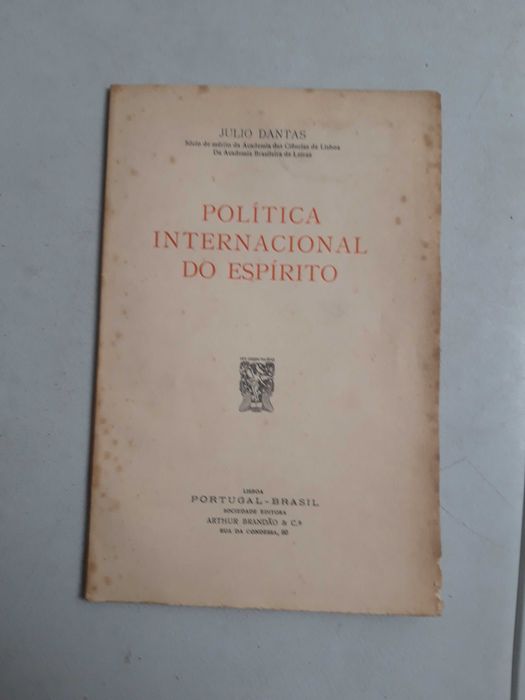 JULIO DANTAS
Sócio de mérito da Academia das Ciências de Lisboa
Da Academia Brasileira de Letras
POLÍTICA
INTERNACIONAL
DO ESPÍRITO
LISBOA
PORTUGAL-BRASIL
SOCIEDADE EDITORA
ARTHUR BRANDÃO & C.ª
RUA DA CONDESSA, 80